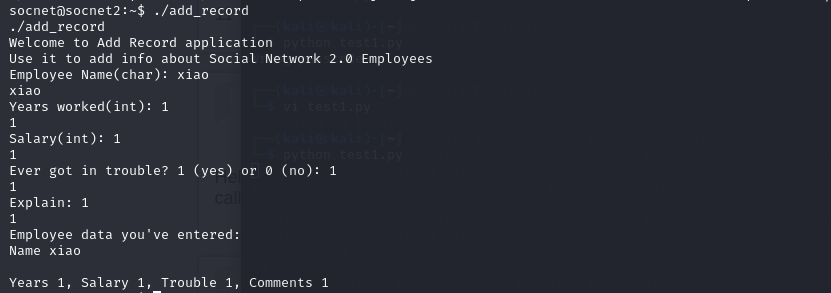 socnet@socnet2:~$ ./add_record
./add_record
Welcome to Add Record application
Use it to add info about Social Network 2.0 Employees
Employee Name(char): xiao
xiao
Years worked(int): 1
1
Salary(int): 1
1
Ever got in trouble? 1 (yes) or 0 (no): 1
1
Explain: 1
1
Employee data you've entered:
Name xiao
Years 1, Salary 1, Trouble 1, Comments 1